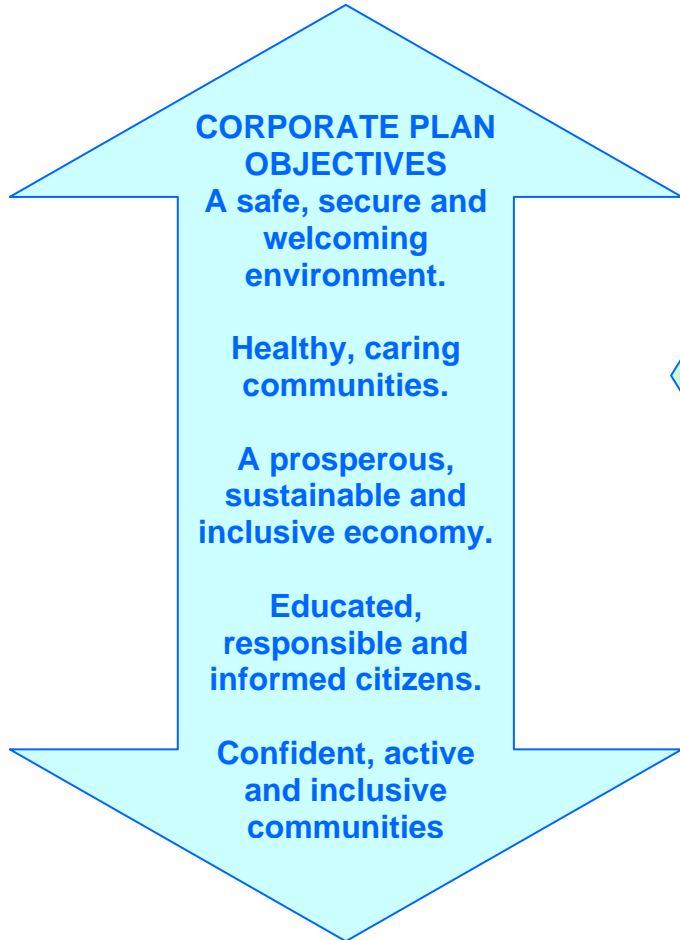 CORPORATE PLAN
OBJECTIVES
A safe, secure and
welcoming
environment.
Healthy, caring
communities.
A prosperous,
sustainable and
inclusive economy.
Educated,
responsible and
informed citizens.
Confident, active
and inclusive
communities